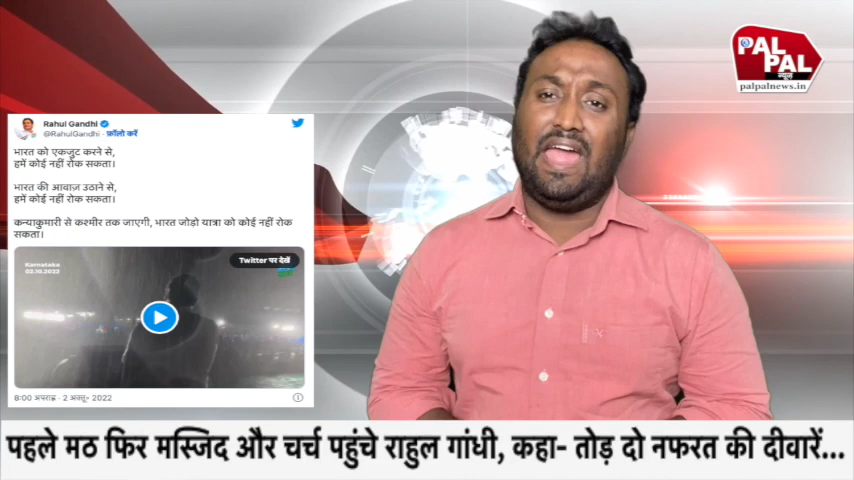 PAL
PAL
न्यूज़
palpalnews.in
Rahul Gandhi
@RahulGandhi · फ़ॉलो करें
भारत को एकजुट करने से,
हमें कोई नहीं रोक सकता।
भारत की आवाज़ उठाने से,
हमें कोई नहीं रोक सकता।
कन्याकुमारी से कश्मीर तक जाएगी, भारत जोड़ो यात्रा को कोई नहीं रोक
सकता।
Karnataka
02.10.2022
Twitter पर देखें
8:00 अपराह्न · 2 अक्तू॰ 2022
पहले मठ फिर मस्जिद और चर्च पहुंचे राहुल गांधी, कहा- तोड़ दो नफरत की दीवारें...